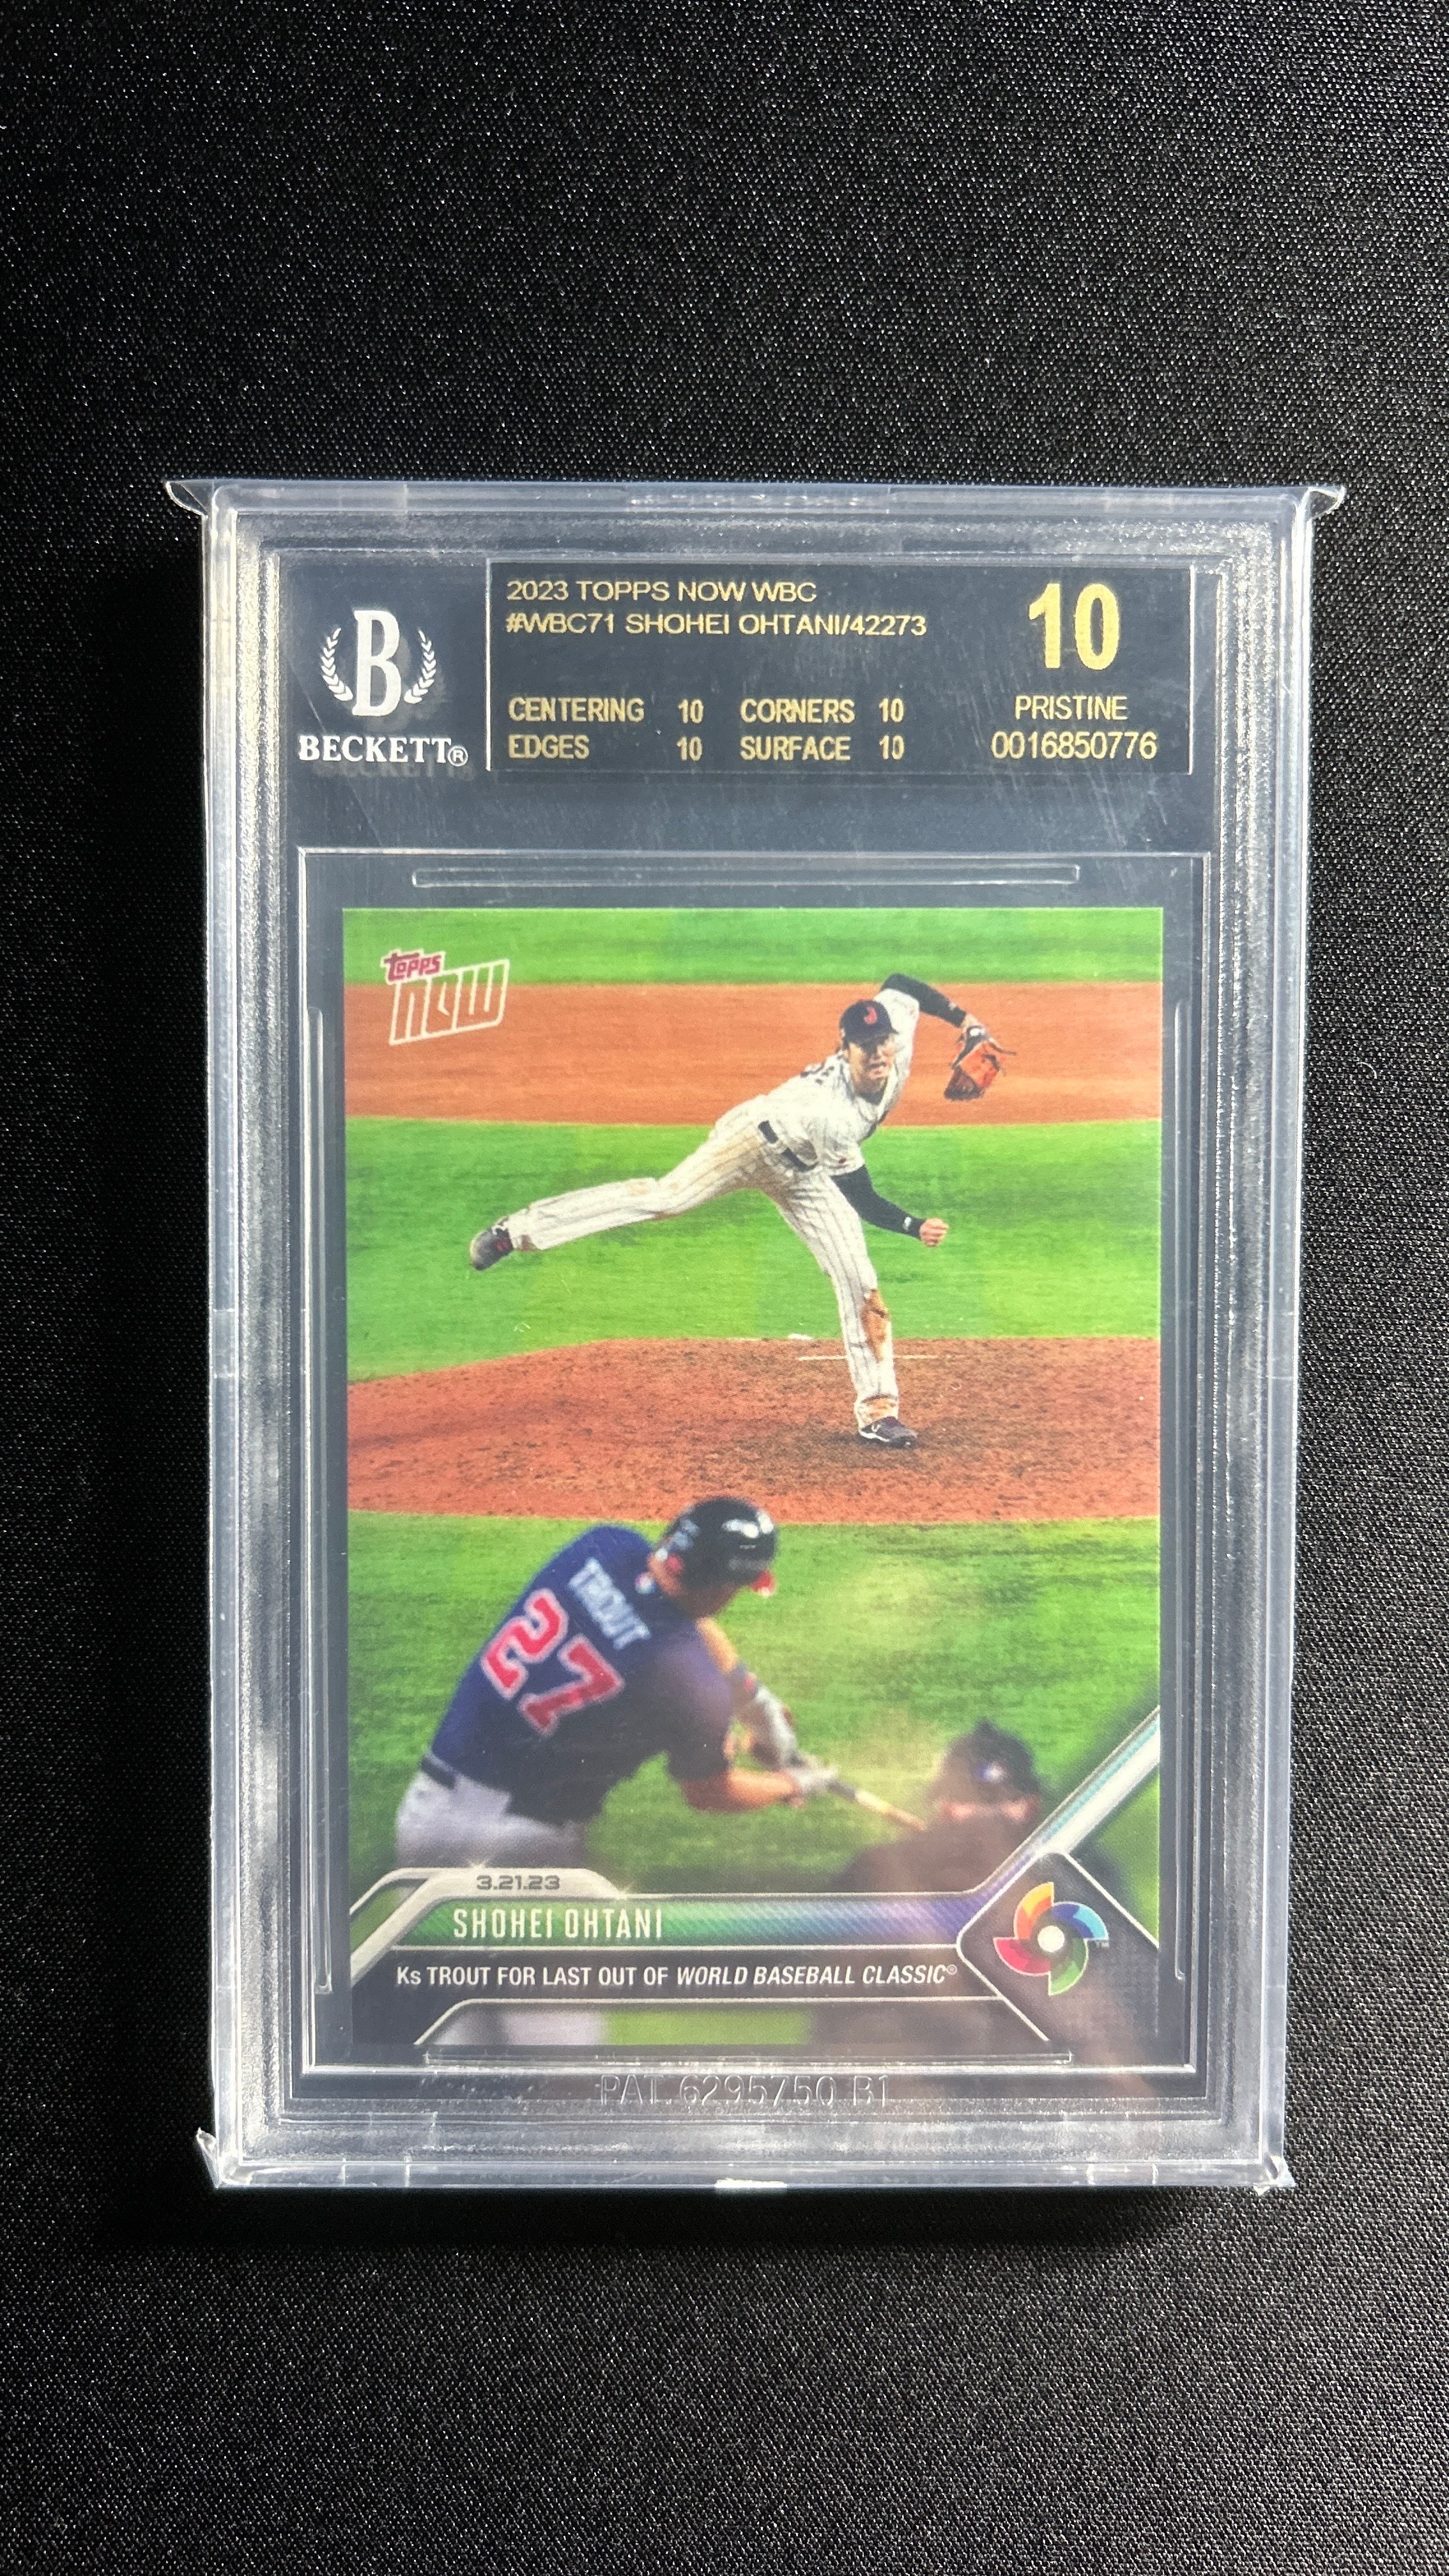 2023 TOPPS NOW WBC
#WBC71 SHOHEI OHTANI/42273
10
CENTERING 10 CORNERS 10
EDGES 10 SURFACE 10
PRISTINE
0016850776
B
BECKETT®
topps
now
J
TROUT
27
3.21.23
SHOHEI OHTANI
Ks TROUT FOR LAST OUT OF WORLD BASEBALL CLASSIC®
TM
PAT. 6295750 B1